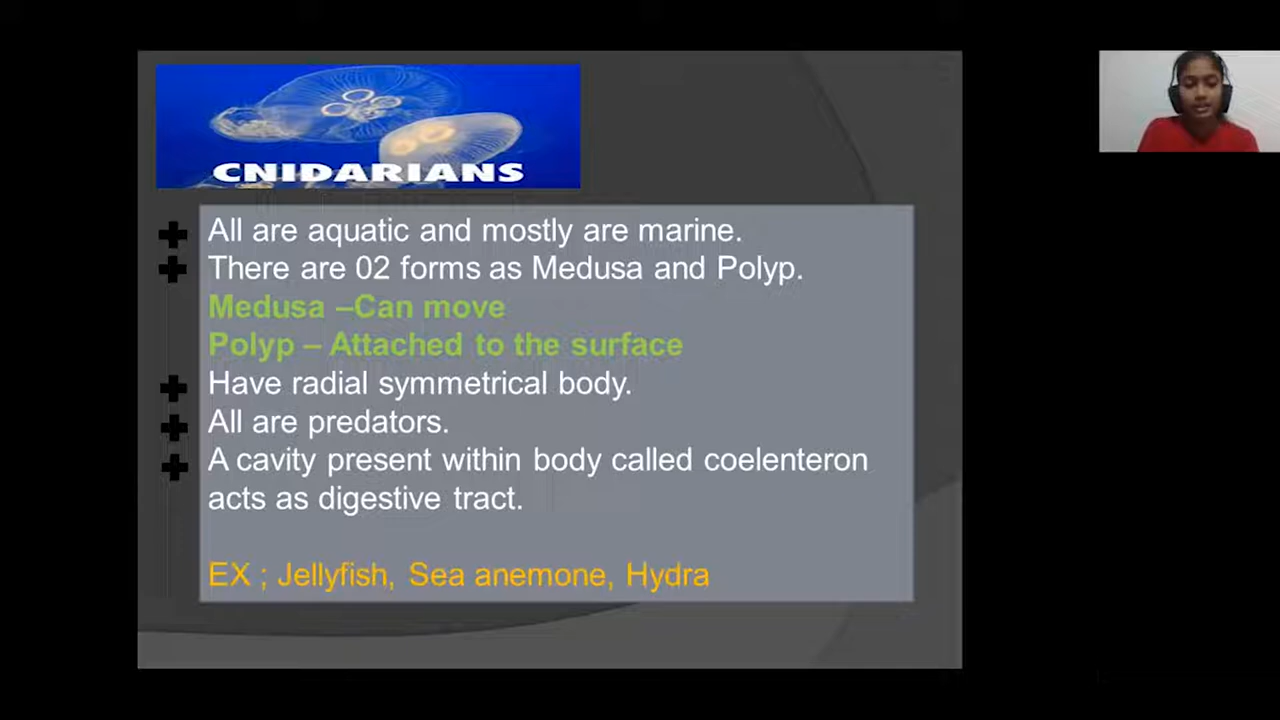 CNIDARIANS
All are aquatic and mostly are marine.
There are 02 forms as Medusa and Polyp.
Medusa –Can move
Polyp – Attached to the surface
Have radial symmetrical body.
All are predators.
A cavity present within body called coelenteron
acts as digestive tract.
EX ; Jellyfish, Sea anemone, Hydra